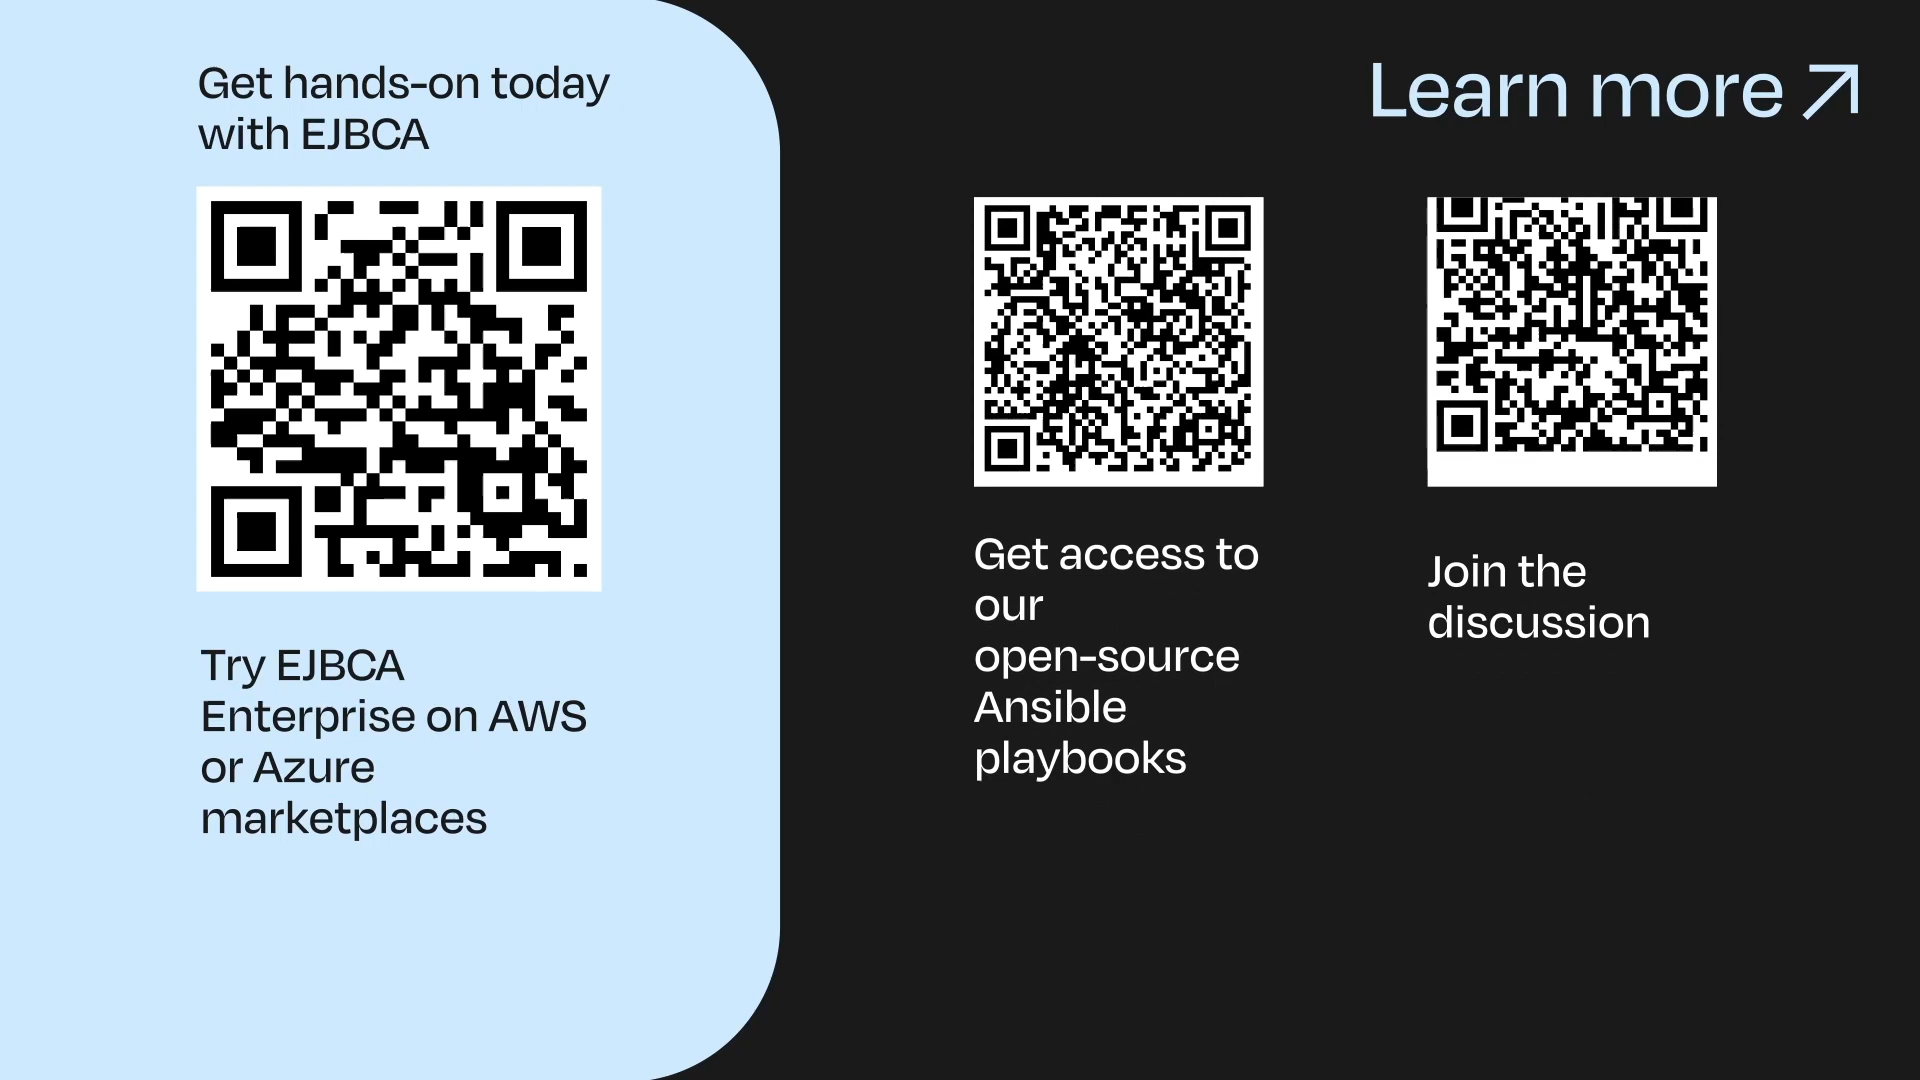 Get hands-on today
with EJBCA
Try EJBCA
Enterprise on AWS
or Azure
marketplaces
Learn more
Get access to
our
open-source
Ansible
playbooks
Join the
discussion